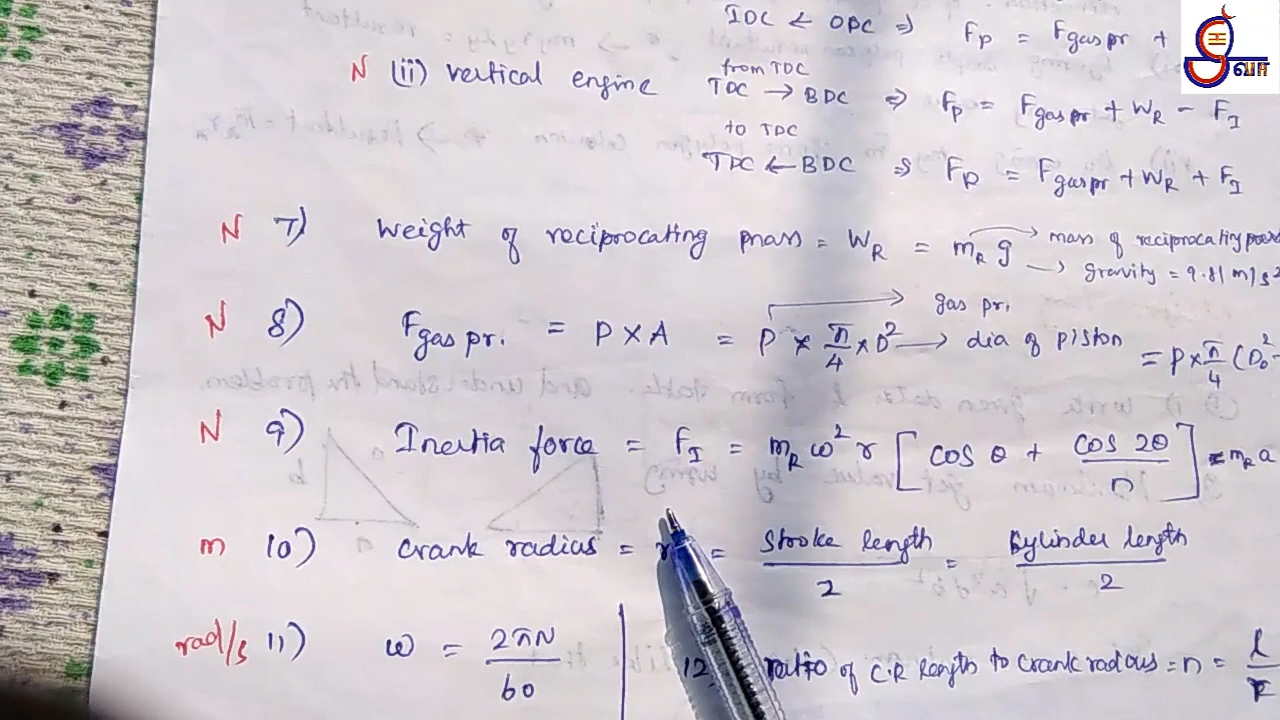 IDC ← ODC ⇒ Fp = Fgas pr +
N (ii) vertical engine
from TDC
TDC → BDC ⇒ Fp = Fgas pr + WR - FI
to TDC
TDC ← BDC ⇒ Fp = Fgas pr + WR + FI
N 7) Weight of reciprocating mass = WR = mR g → mass of reciprocating
→ gravity = 9.81 m/s2
N 8) Fgas pr. = P × A = P × π/4 × D² → dia of piston = P × π/4 (Do²
gas pr.
N 9) Inertia force = FI = mR ω² r [cos θ + cos 2θ/n] = mR a
m 10) Crank radius = r = Stroke length/2 = Cylinder length/2
rad/s 11) ω = 2πN/60
12. ratio of C.R length to crank radous = n = l/r
வா